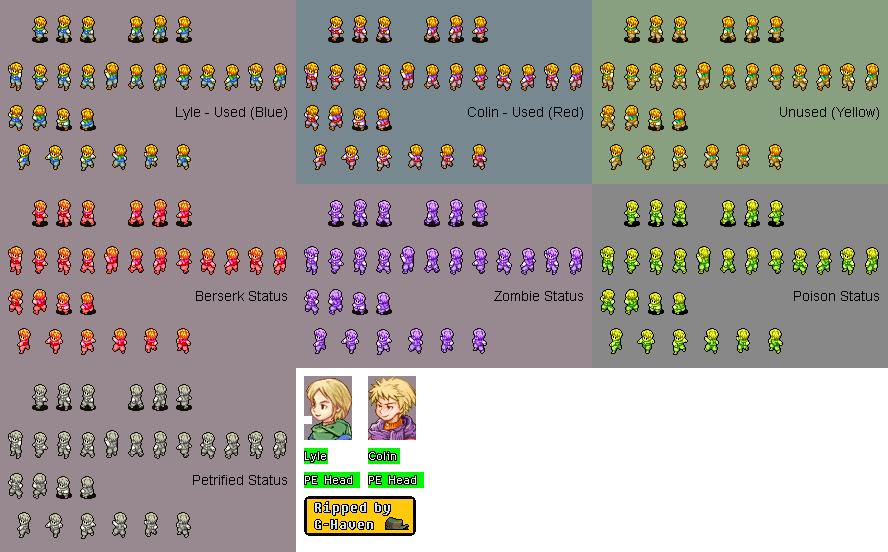 Lyle - Used (Blue)
Colin - Used (Red)
Unused (Yellow)
Berserk Status
Zombie Status
Poison Status
Petrified Status
Lyle
Colin
PE Head
PE Head
Ripped by
G-Haven